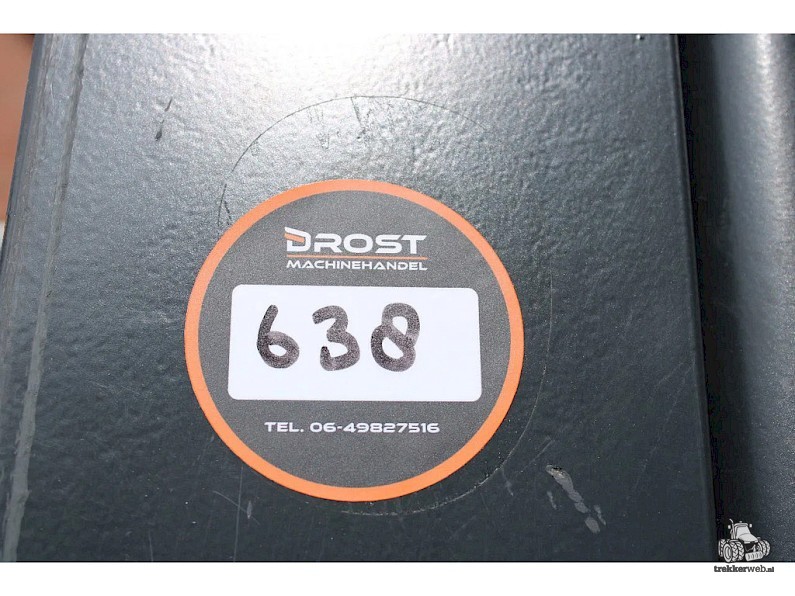 DROST
MACHINEHANDEL
638
TEL. 06-49827516
trekkerweb.nl